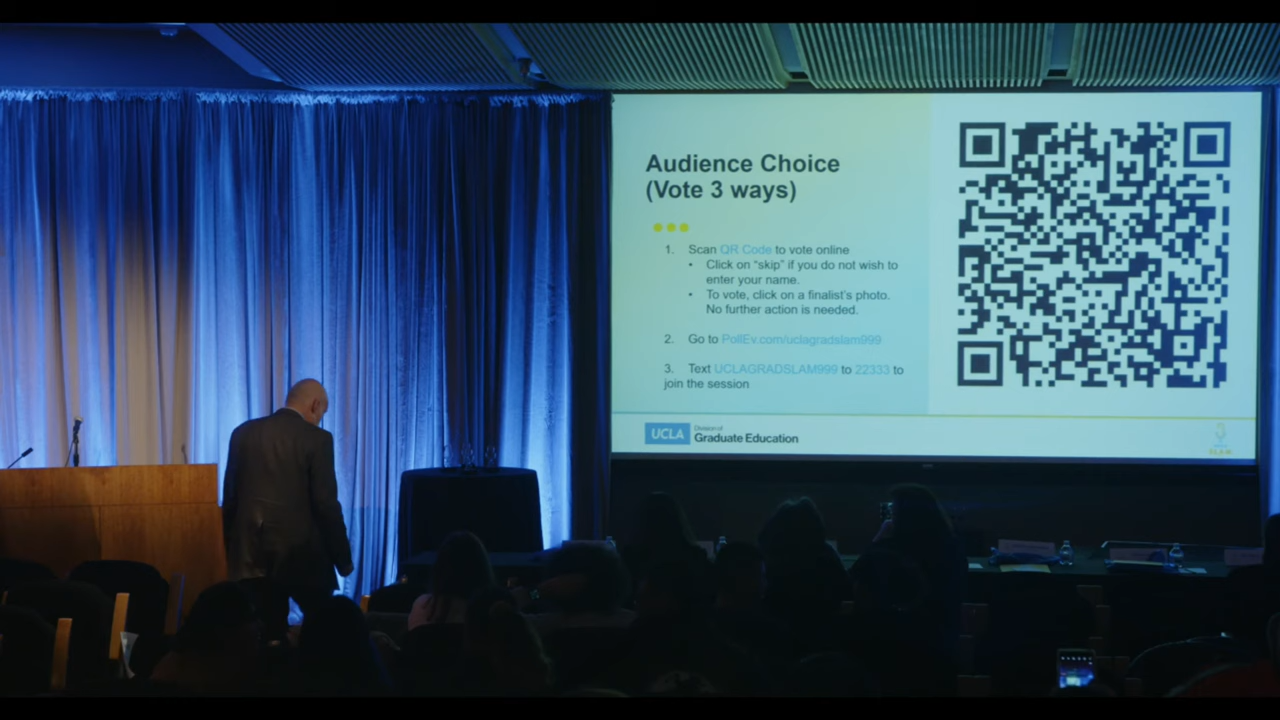 Audience Choice
(Vote 3 ways)
1. Scan QR Code to vote online
• Click on “skip” if you do not wish to
enter your name.
• To vote, click on a finalist’s photo.
No further action is needed.
2. Go to PollEv.com/uclagradslam999
3. Text UCLAGRADSLAM999 to 22333 to
join the session
UCLA
Division of
Graduate Education